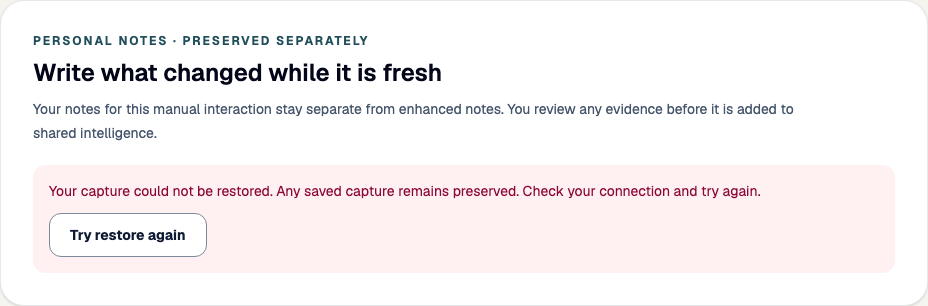 PERSONAL NOTES · PRESERVED SEPARATELY
Write what changed while it is fresh
Your notes for this manual interaction stay separate from enhanced notes. You review any evidence before it is added to
shared intelligence.
Your capture could not be restored. Any saved capture remains preserved. Check your connection and try again.
Try restore again